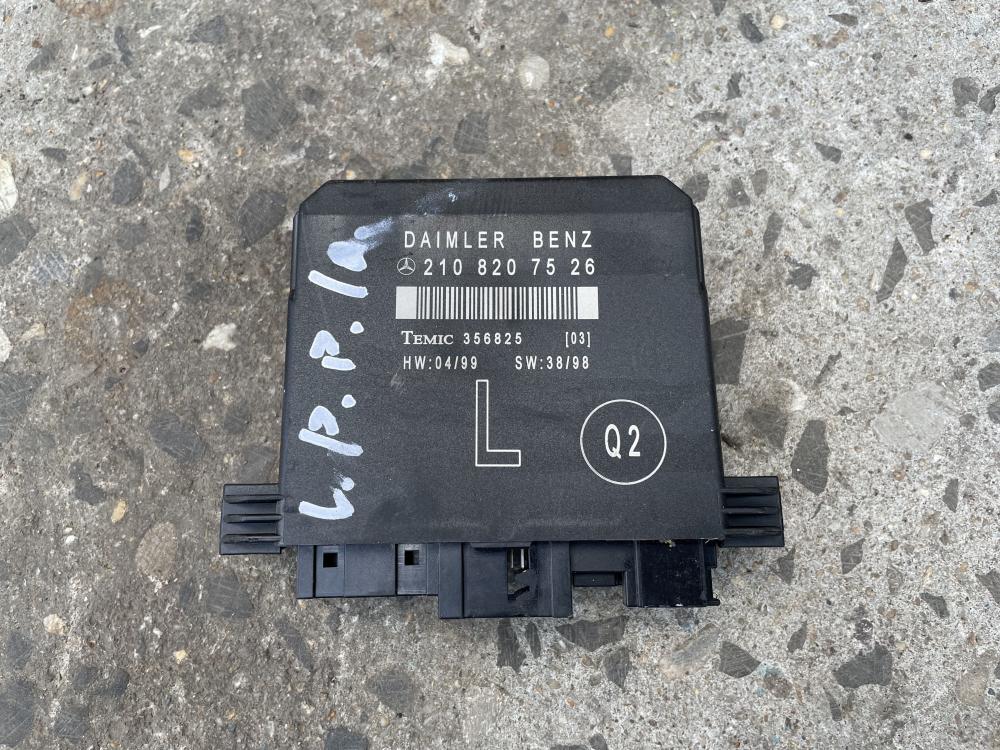 DAIMLER BENZ
210 820 75 26
TEMIC 356825 [03]
HW:04/99 SW:38/98
L
Q2